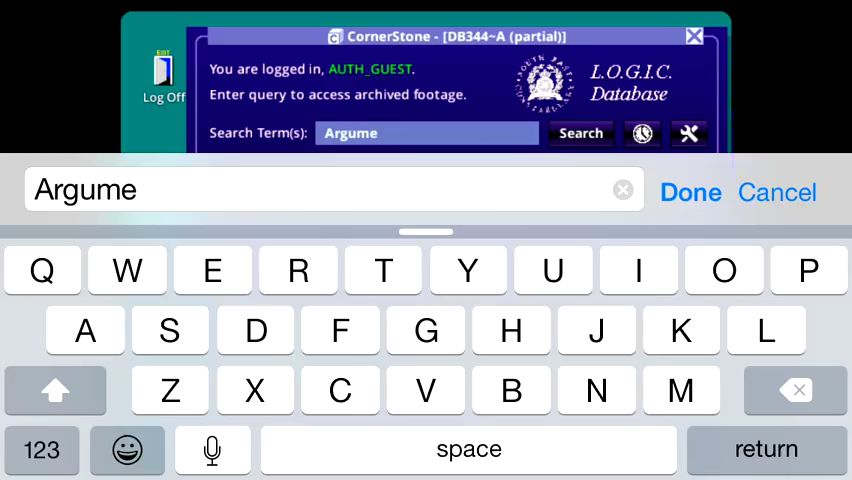 CornerStone - [DB344~A (partial)]
EXIT
Log Off
You are logged in, AUTH_GUEST.
Enter query to access archived footage.
L.O.G.I.C.
Database
Search Term(s): Argume Search
Argume Done Cancel
Q W E R T Y U I O P
A S D F G H J K L
Z X C V B N M
123 space return